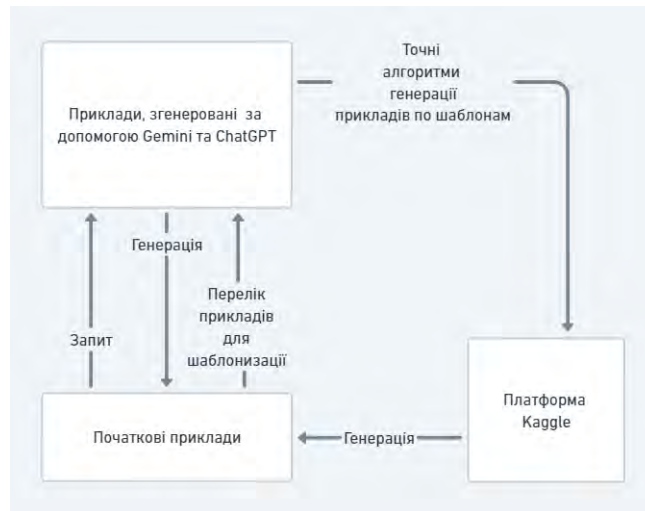 Точні
алгоритми
генерації
прикладів по шаблонам
Приклади, згенеровані за
допомогою Gemini та ChatGPT
Генерація
Перелік
прикладів
для
шаблонизації
Запит
Платформа
Kaggle
Початкові приклади
Генерація